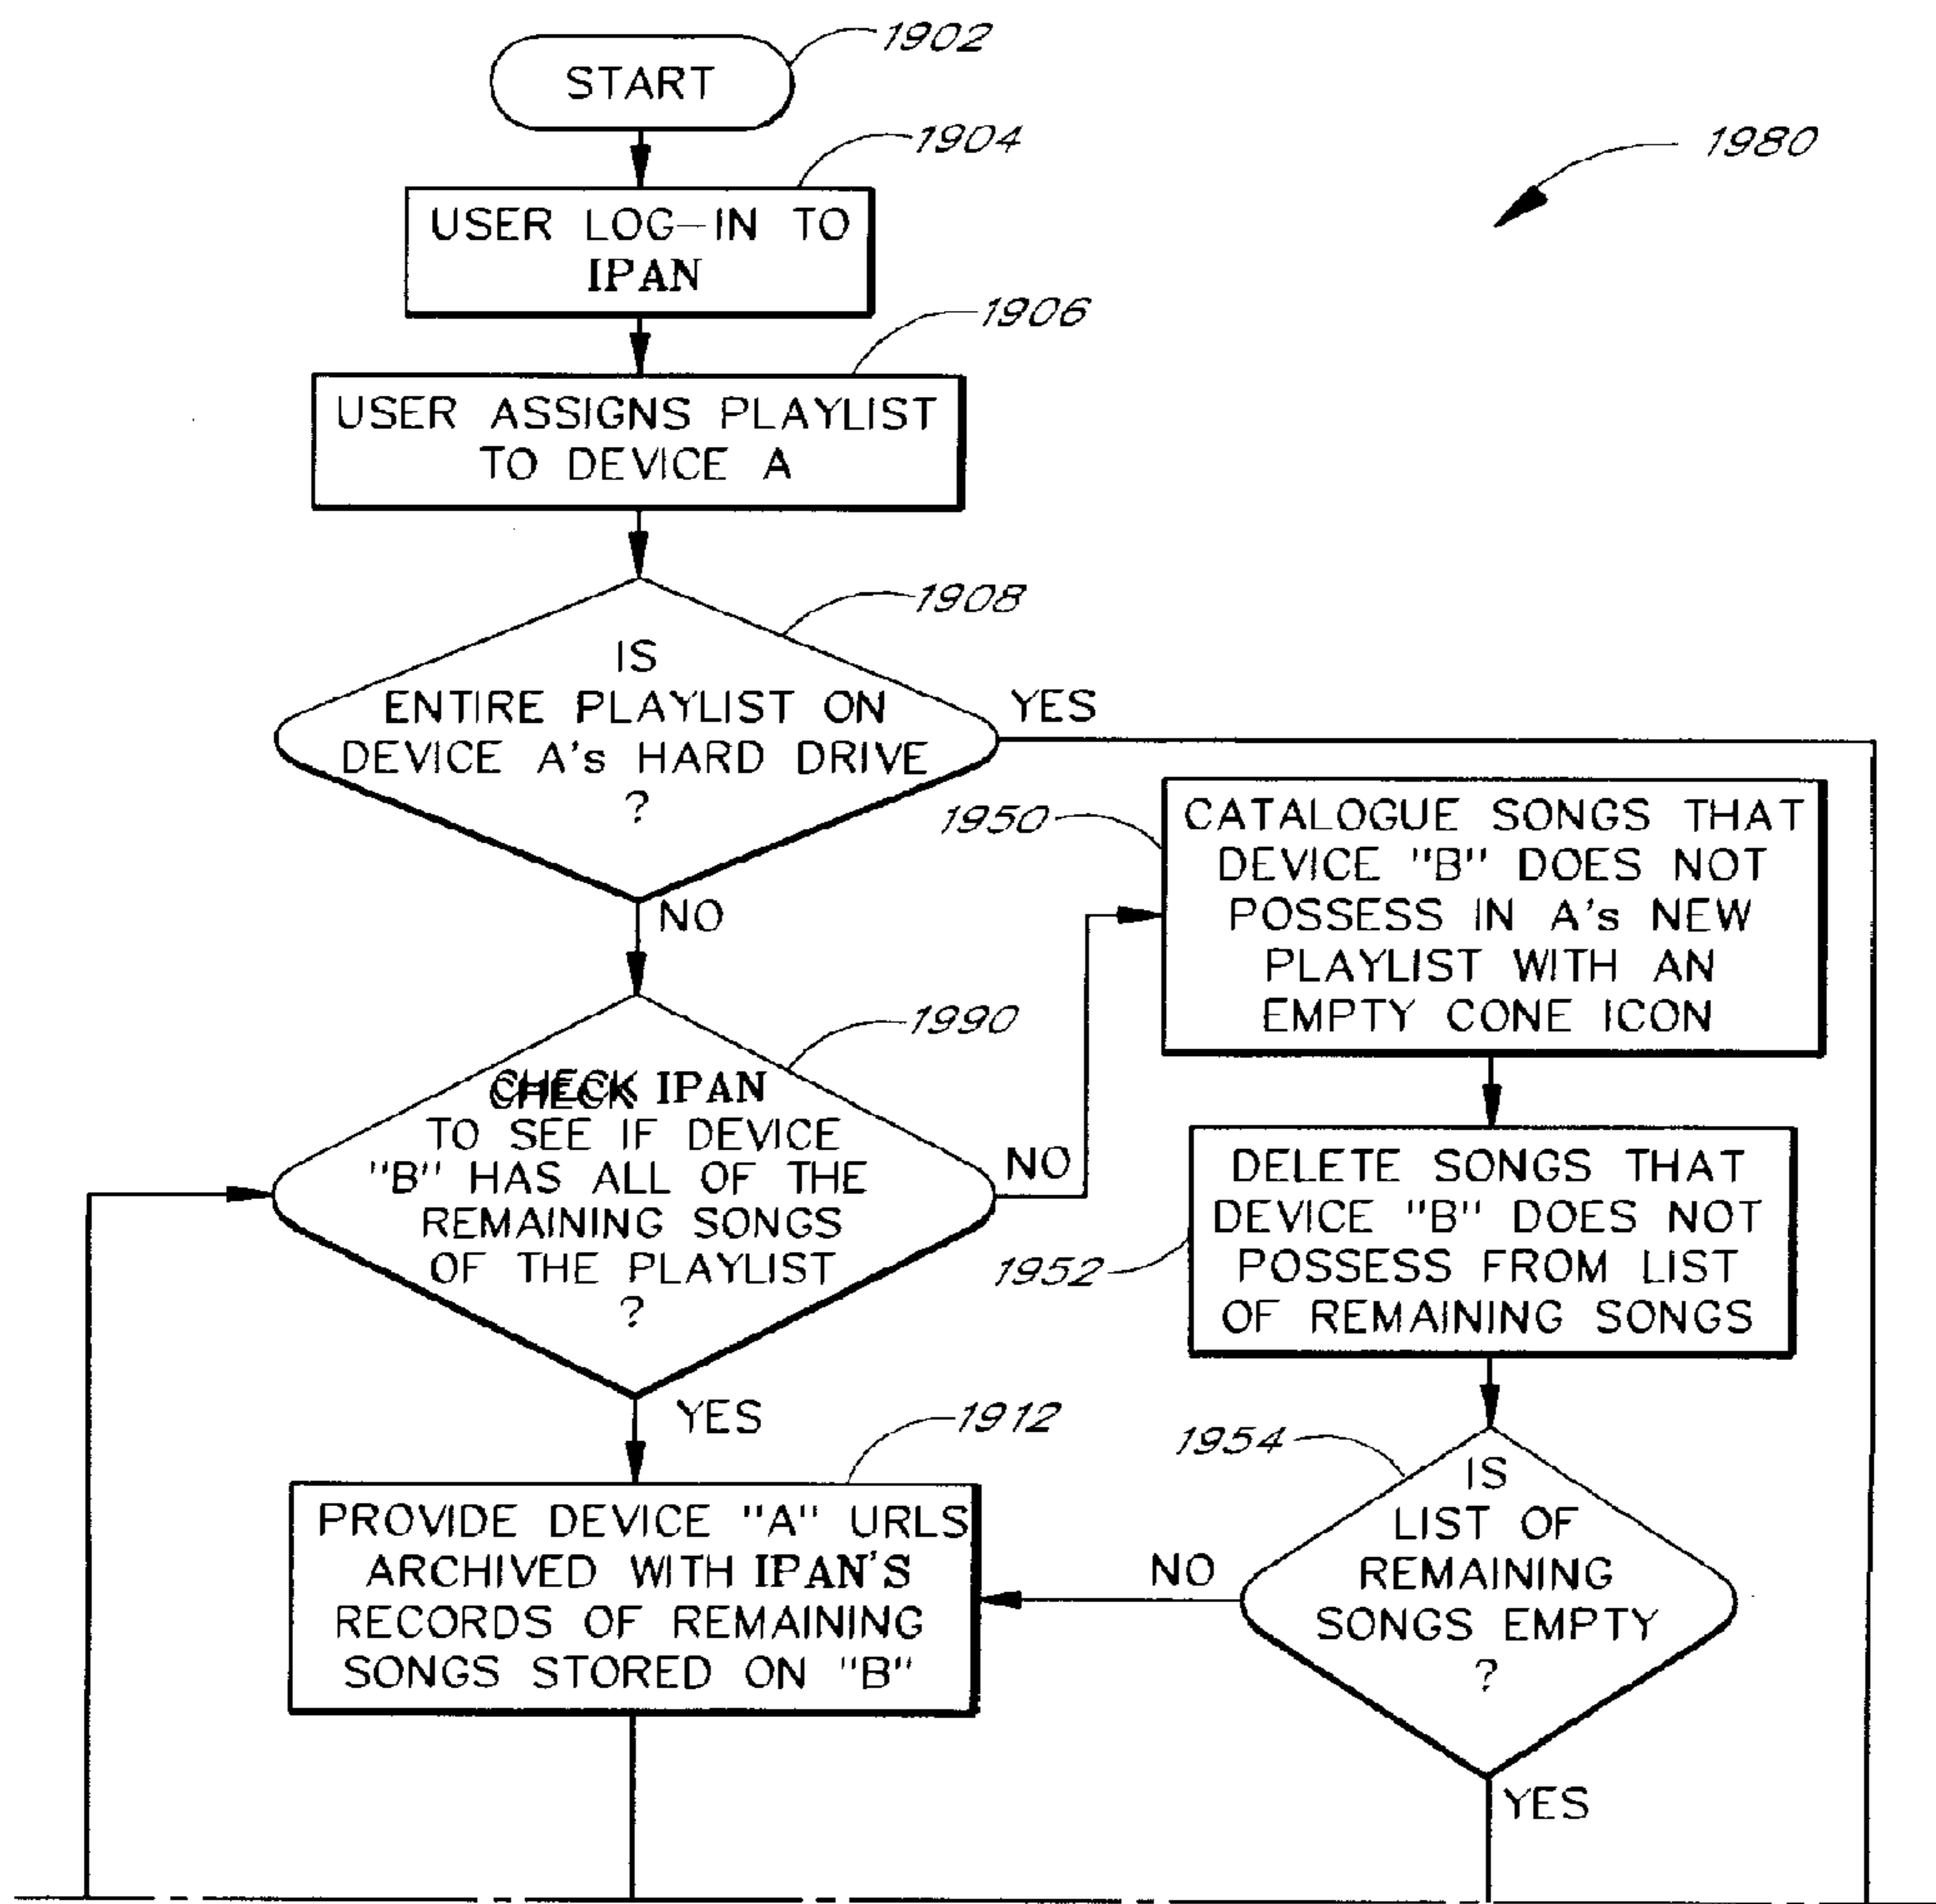 1902
START
1904
1980
USER LOG-IN TO
IPAN
1906
USER ASSIGNS PLAYLIST
TO DEVICE A
1908
IS
ENTIRE PLAYLIST ON
DEVICE A's HARD DRIVE
?
YES
NO
1950
CATALOGUE SONGS THAT
DEVICE "B" DOES NOT
POSSESS IN A's NEW
PLAYLIST WITH AN
EMPTY CONE ICON
1990
CHECK IPAN
TO SEE IF DEVICE
"B" HAS ALL OF THE
REMAINING SONGS
OF THE PLAYLIST
?
NO
YES
1952
DELETE SONGS THAT
DEVICE "B" DOES NOT
POSSESS FROM LIST
OF REMAINING SONGS
1912
PROVIDE DEVICE "A" URLS
ARCHIVED WITH IPAN'S
RECORDS OF REMAINING
SONGS STORED ON "B"
1954
IS
LIST OF
REMAINING
SONGS EMPTY
?
NO
YES